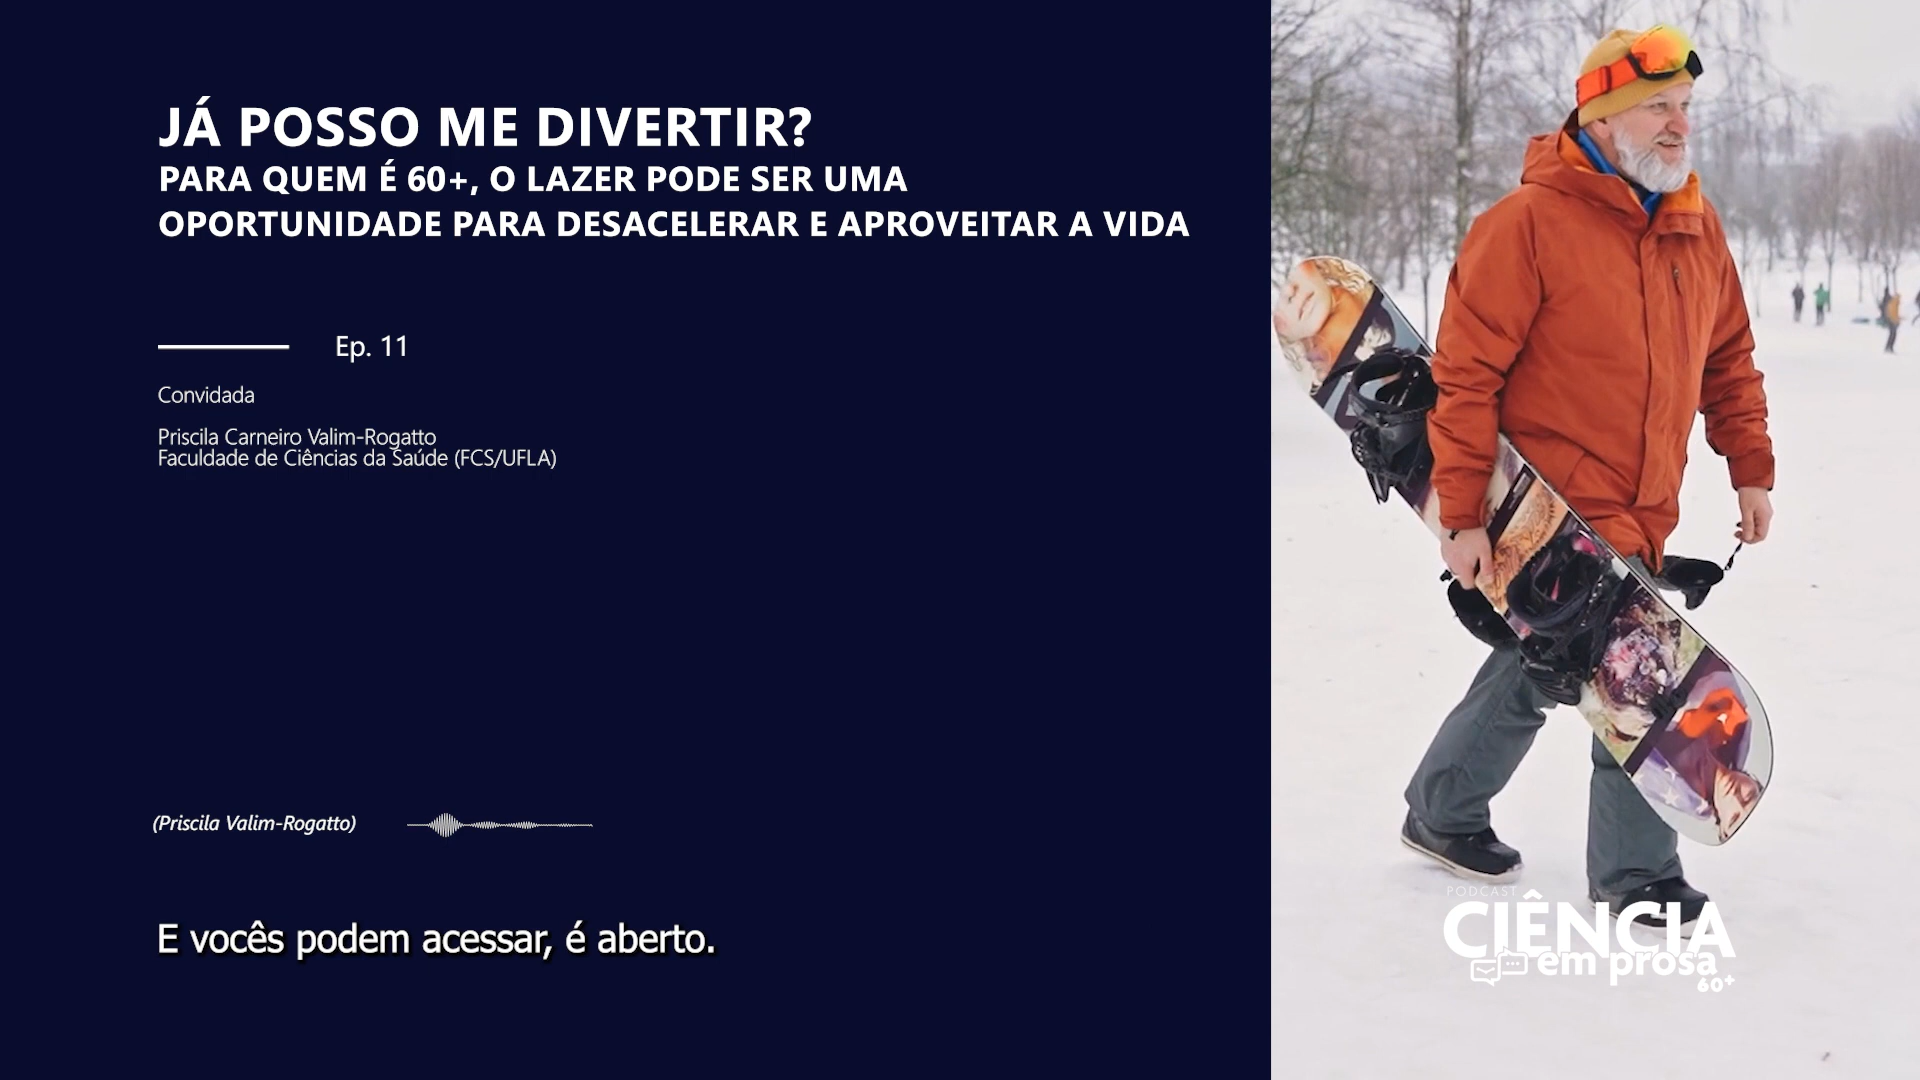 JÁ POSSO ME DIVERTIR?
PARA QUEM É 60+, O LAZER PODE SER UMA
OPORTUNIDADE PARA DESACELERAR E APROVEITAR A VIDA
Ep. 11
Convidada
Priscila Carneiro Valim-Rogatto
Faculdade de Ciências da Saúde (FCS/UFLA)
(Priscila Valim-Rogatto)
E vocês podem acessar, é aberto.
PODCAST
CIÊNCIA
em prosa
60+